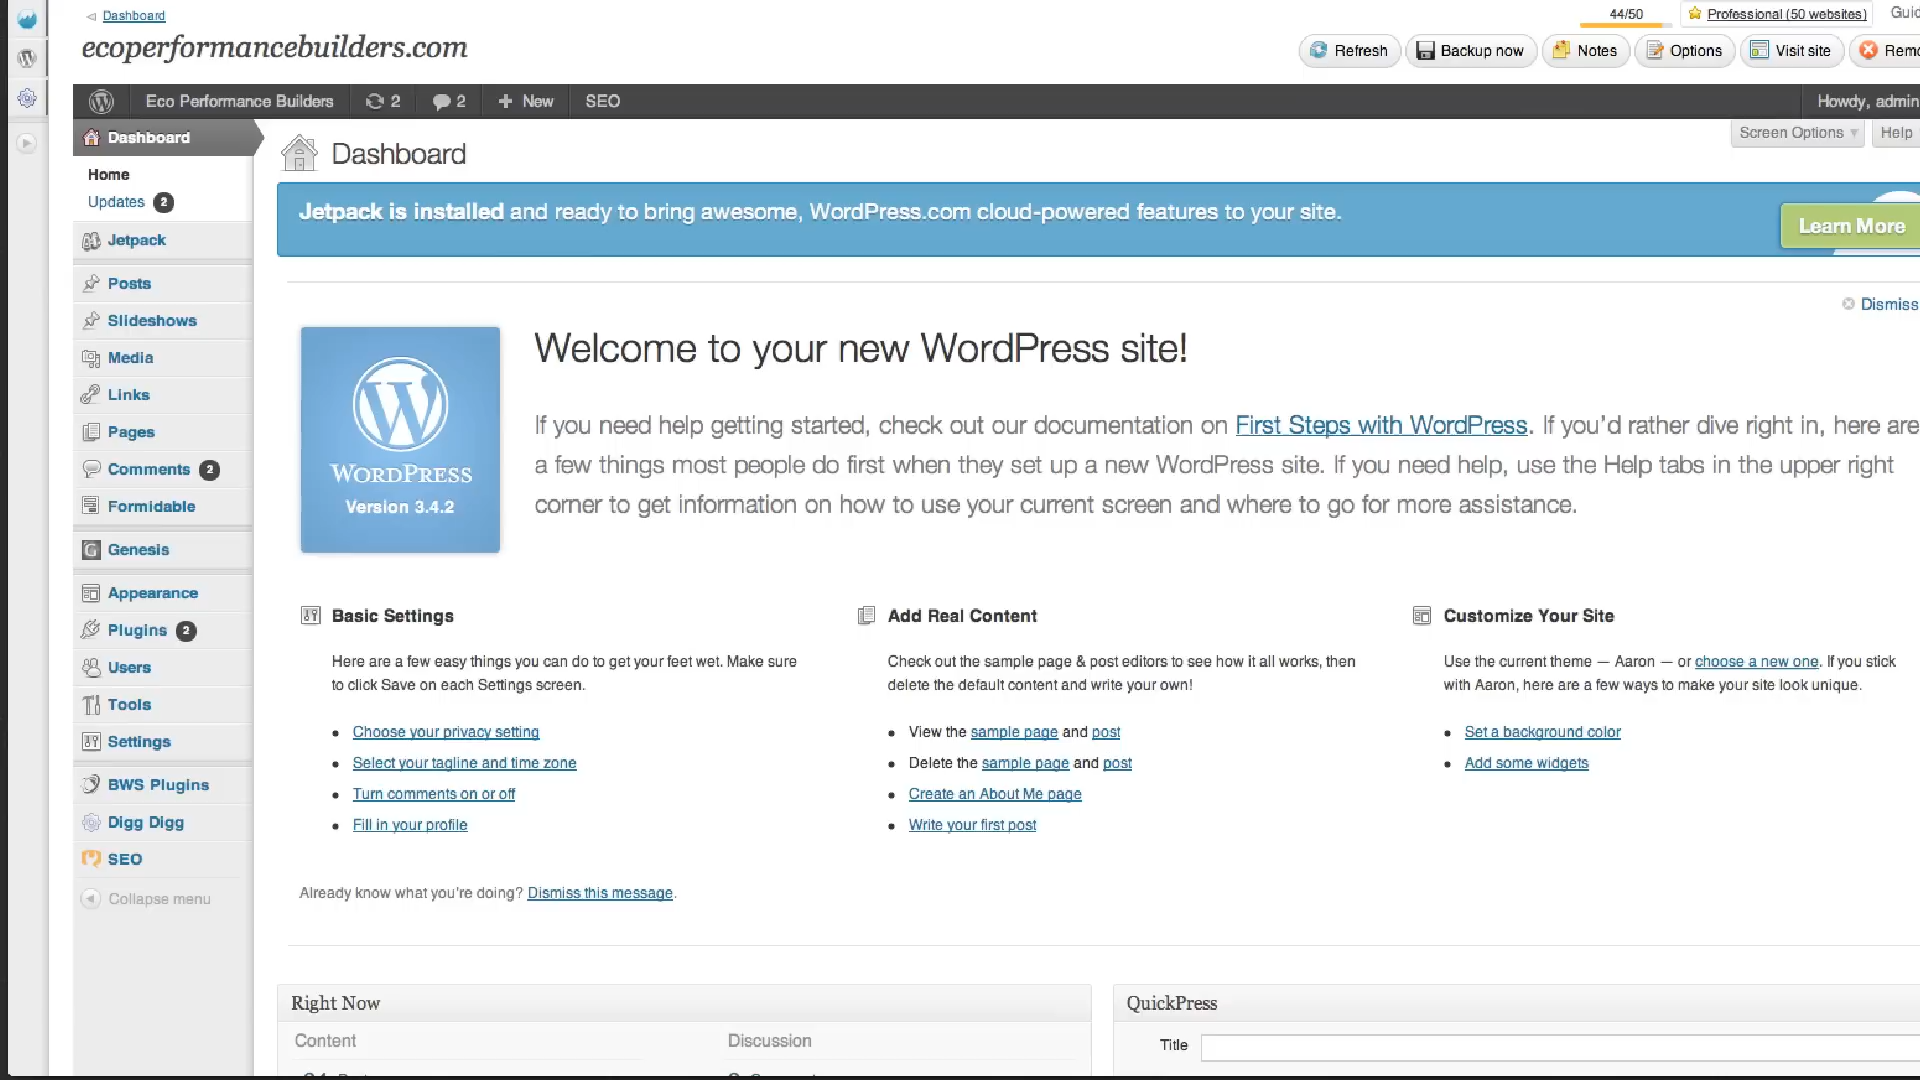 Dashboard
44/50
Professional (50 websites)
ecoperformancebuilders.com
Refresh
Backup now
Notes
Options
Visit site
Eco Performance Builders
2
2
New
SEO
Howdy, admin
Dashboard
Screen Options
Help
Home
Updates 2
Jetpack
Posts
Slideshows
Media
Links
Pages
Comments 2
Formidable
Genesis
Appearance
Plugins 2
Users
Tools
Settings
BWS Plugins
Digg Digg
SEO
Collapse menu
Dashboard
Jetpack is installed and ready to bring awesome, WordPress.com cloud-powered features to your site.
Learn More
Dismiss
WORDPRESS
Version 3.4.2
Welcome to your new WordPress site!
If you need help getting started, check out our documentation on First Steps with WordPress. If you’d rather dive right in, here are
a few things most people do first when they set up a new WordPress site. If you need help, use the Help tabs in the upper right
corner to get information on how to use your current screen and where to go for more assistance.
Basic Settings
Here are a few easy things you can do to get your feet wet. Make sure
to click Save on each Settings screen.
Choose your privacy setting
Select your tagline and time zone
Turn comments on or off
Fill in your profile
Add Real Content
Check out the sample page & post editors to see how it all works, then
delete the default content and write your own!
View the sample page and post
Delete the sample page and post
Create an About Me page
Write your first post
Customize Your Site
Use the current theme — Aaron — or choose a new one. If you stick
with Aaron, here are a few ways to make your site look unique.
Set a background color
Add some widgets
Already know what you’re doing? Dismiss this message.
Right Now
Content
Discussion
QuickPress
Title